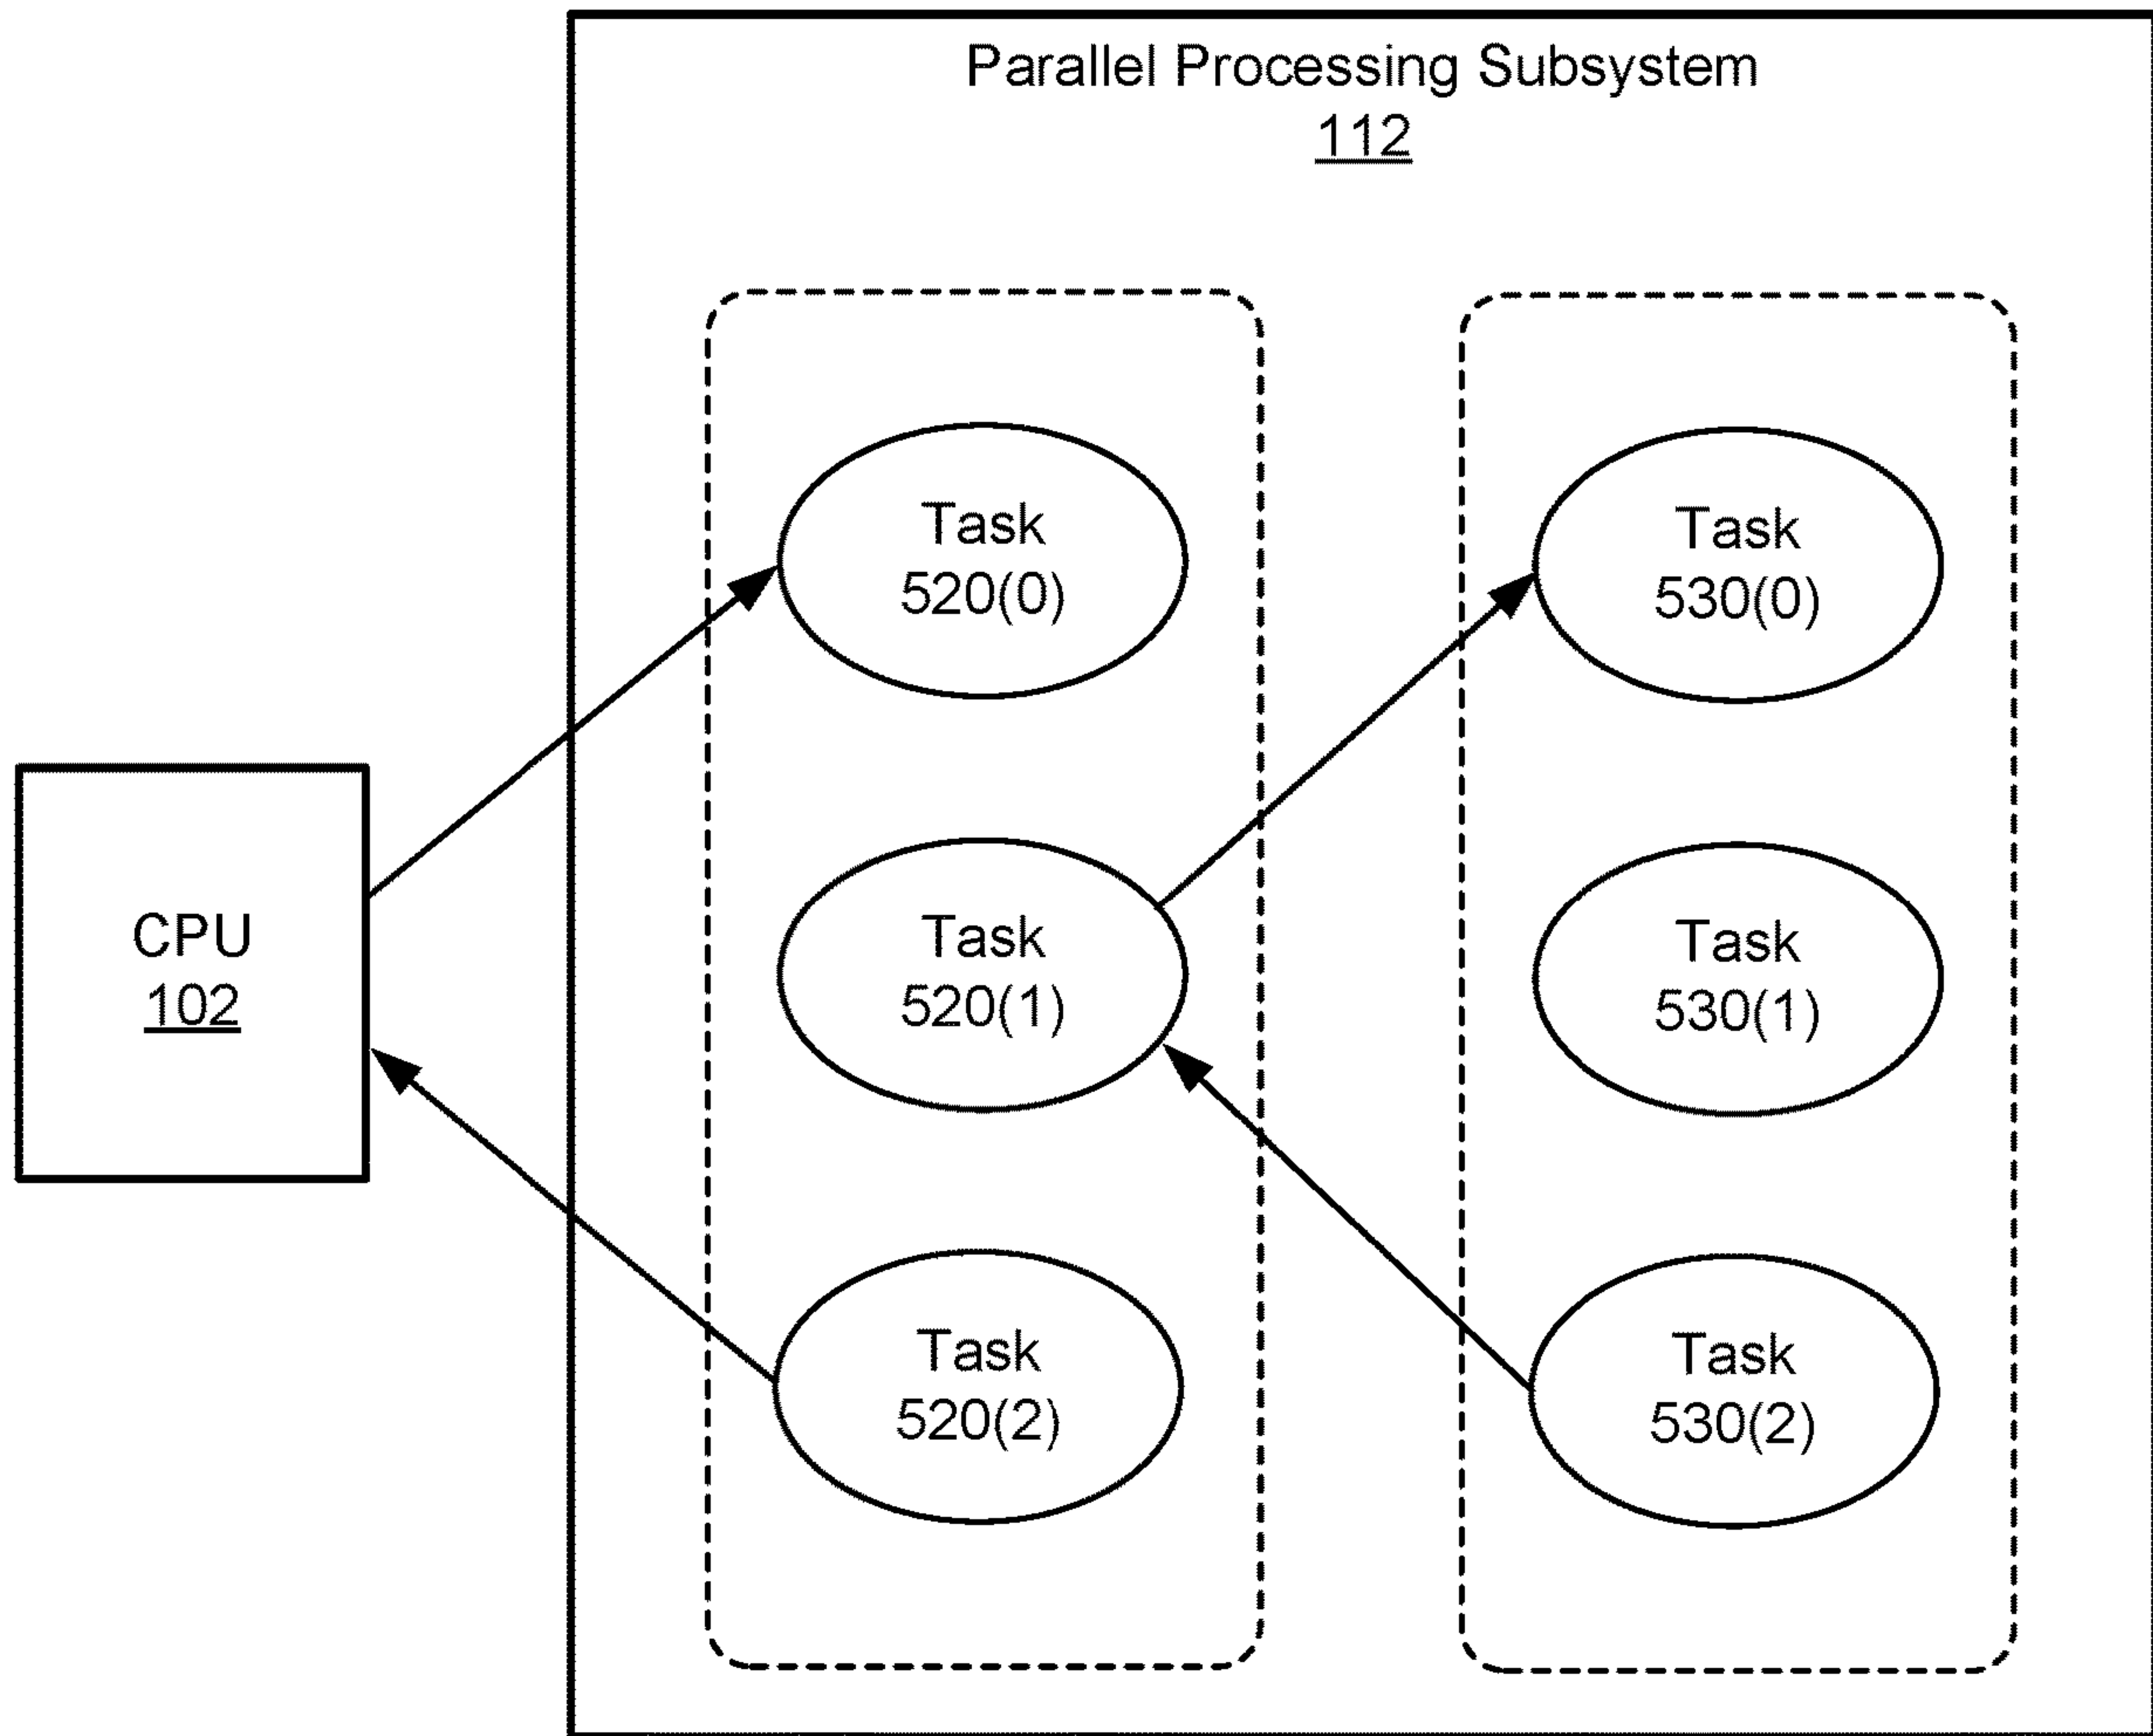 Parallel Processing Subsystem
112
Task
520(0)
Task
530(0)
CPU
102
Task
520(1)
Task
530(1)
Task
520(2)
Task
530(2)